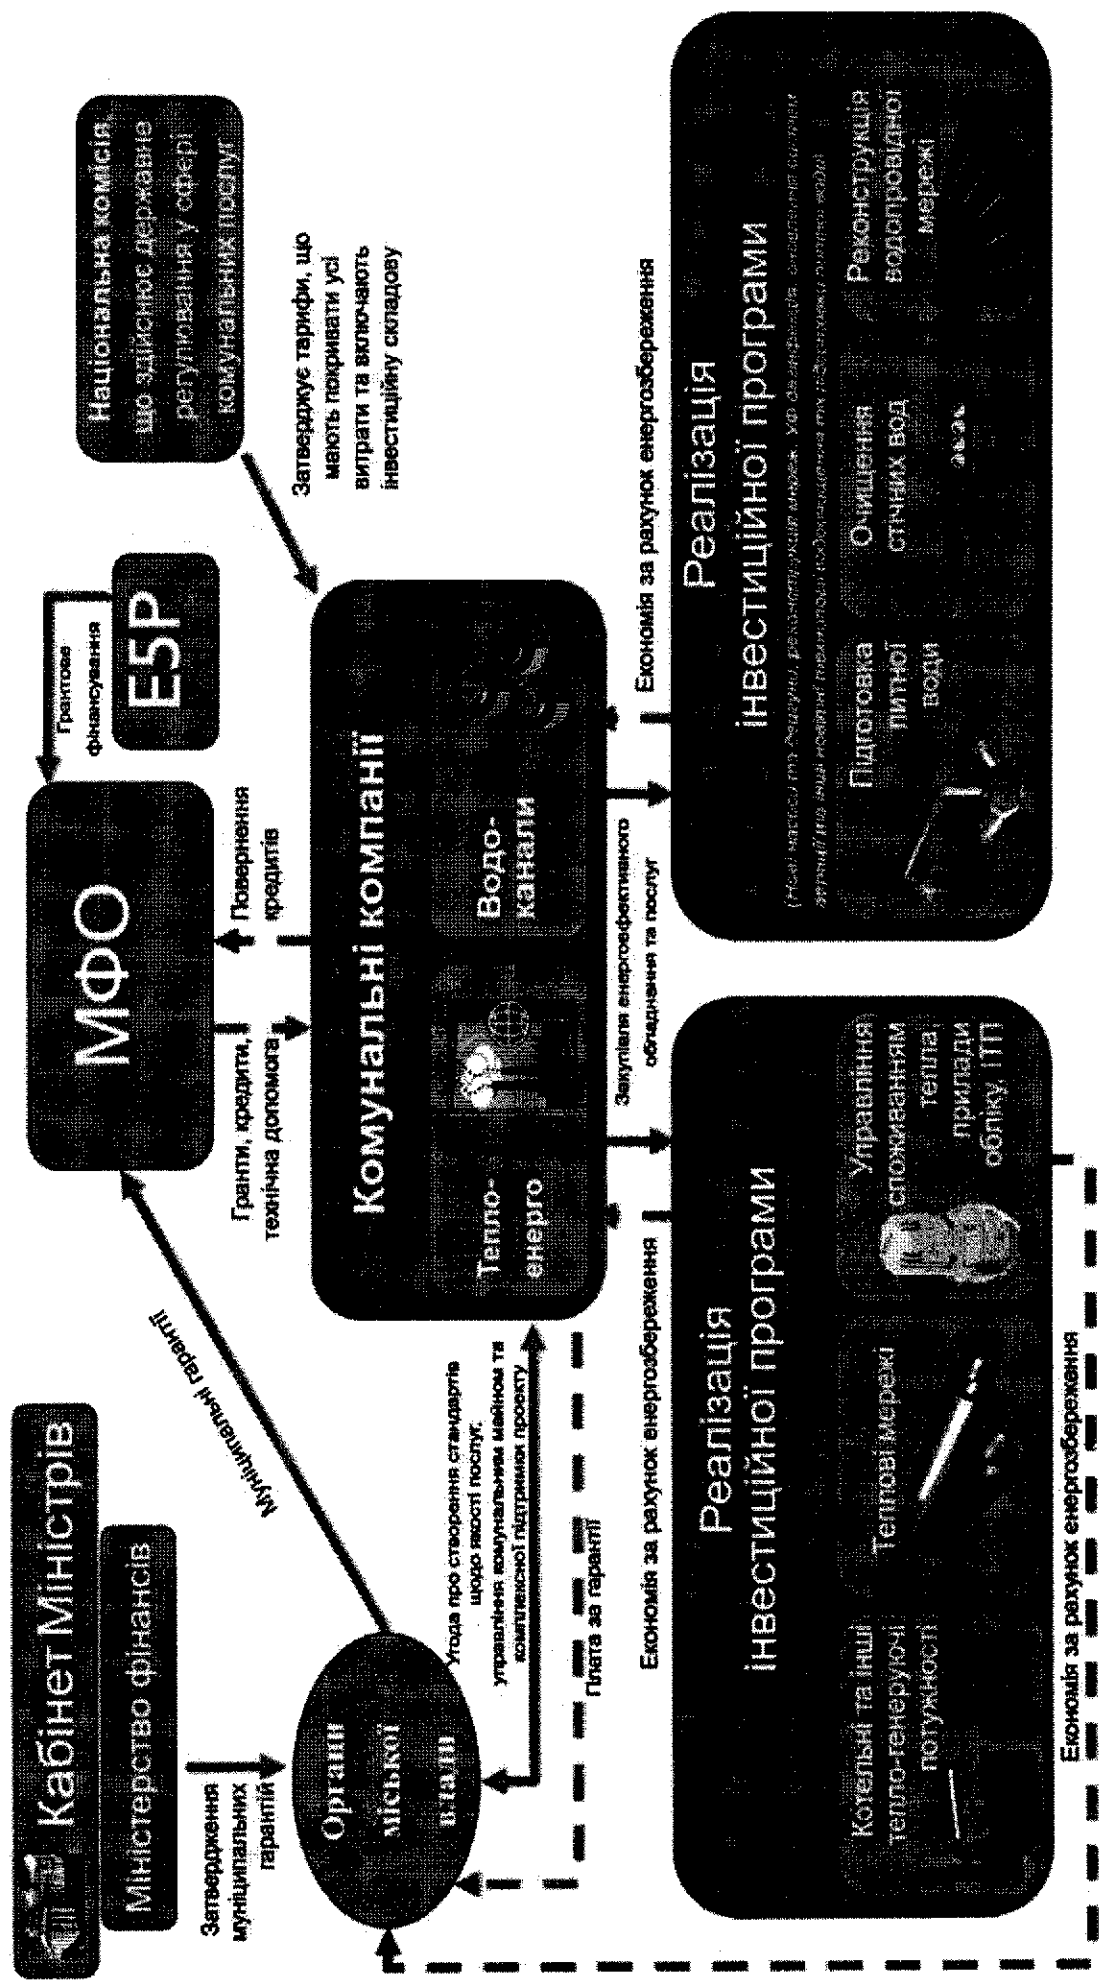 Кабінет Міністрів
Міністерство фінансів
Затвердження
муніципальних
гарантій
Органи
міської
влади
Муніципальні гарантії
МФО
Грантове
фінансування
E5P
Національна комісія,
що здійснює державне
регулювання у сфері
комунальних послуг
Затверджує тарифи, що
мають покривати усі
витрати та включають
інвестиційну складову
Гранти, кредити,
технічна допомога
Повернення
кредитів
Комунальні компанії
Тепло-
енерго
Водо-
канали
Угода про створення стандартів
щодо якості послуг,
управління комунальним майном та
комплексної підтримки проекту
Плата за гарантії
Економія за рахунок енергозбереження
Закупівля енергоефективного
обладнання та послуг
Економія за рахунок енергозбереження
Реалізація
інвестиційної програми
Котельні та інші
тепло-генеруючі
потужності
Теплові мережі
Управління
споживанням
тепла
прилади
обліку, ІТП
Реалізація
інвестиційної програми
Підготовка
питної
води
Очищення
стічних вод
Реконструкція
водопровідної
мережі
Економія за рахунок енергозбереження